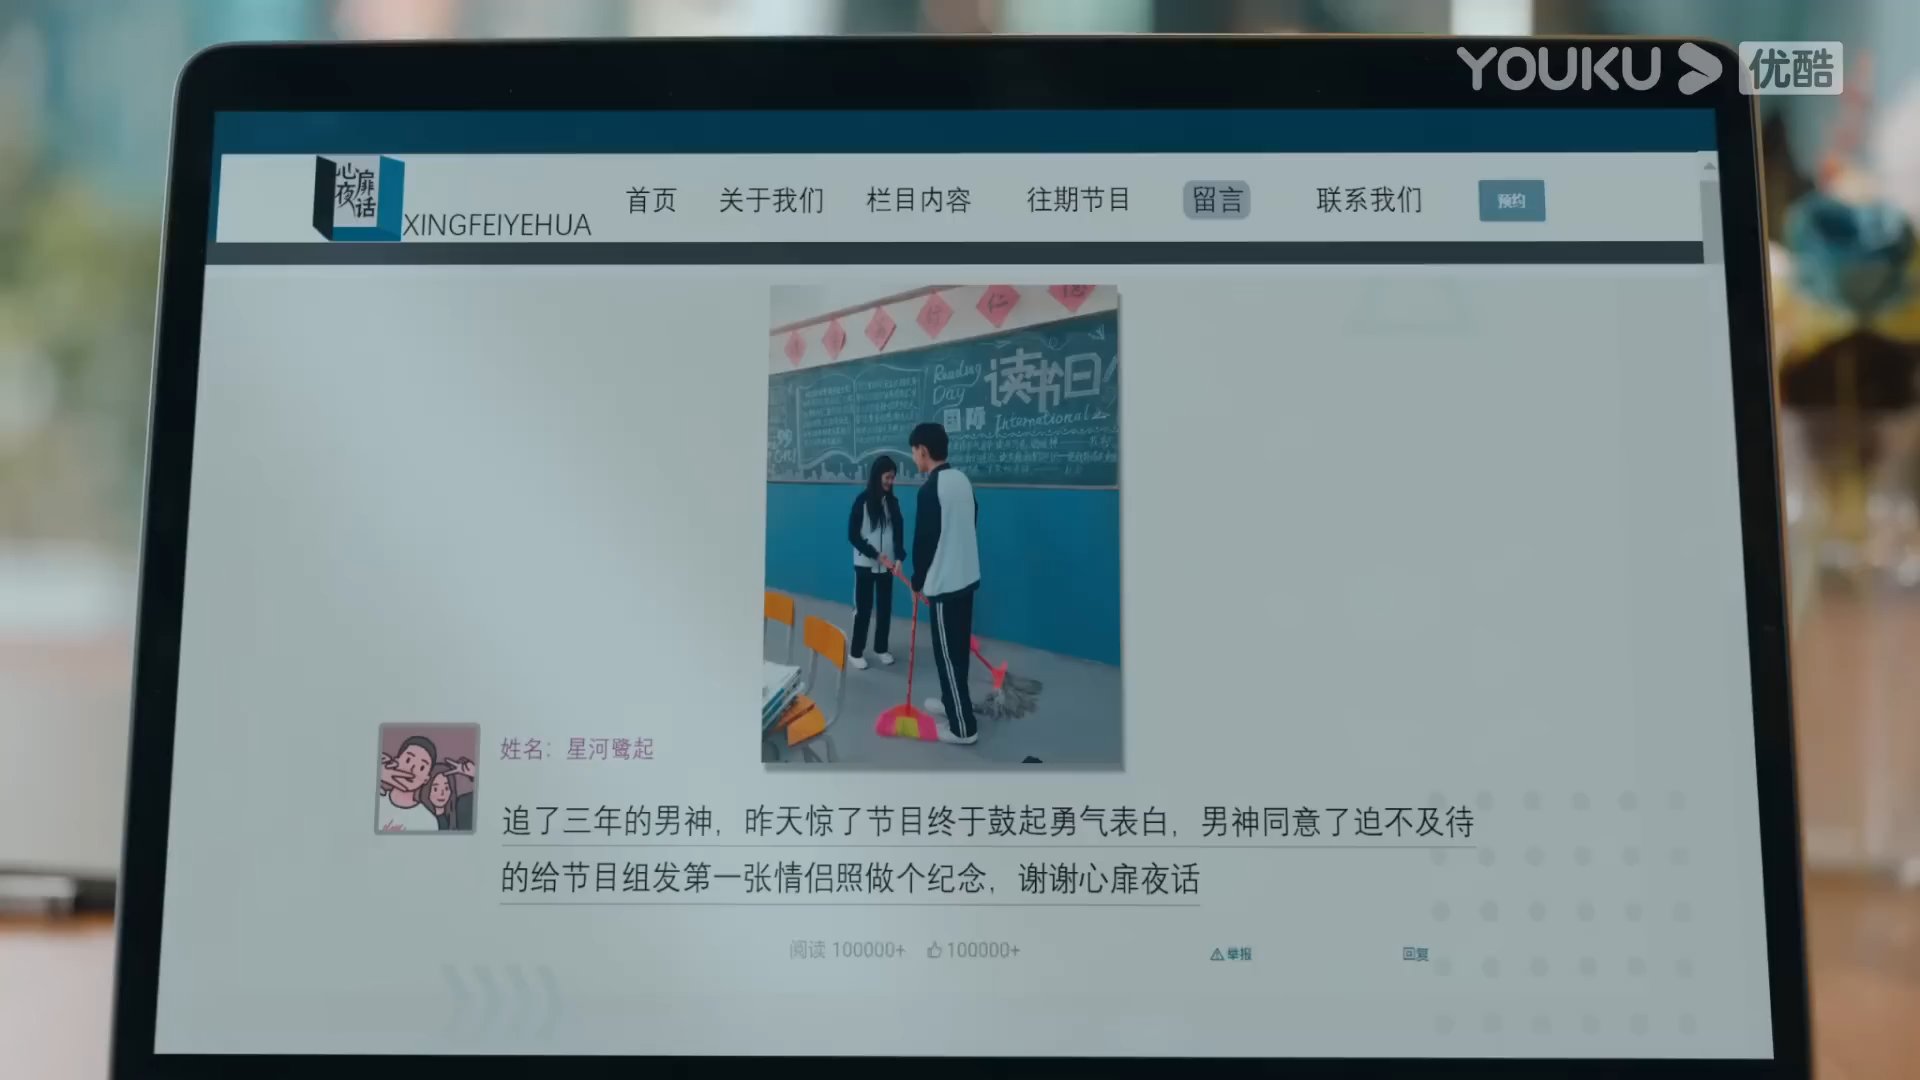 YOUKU 优酷
心扉夜话
XINGFEIYEHUA
首页 关于我们 栏目内容 往期节目 留言 联系我们 预约
行 仁
Reading Day 读书日
国际 International
姓名：星河鹭起
追了三年的男神，昨天惊了节目终于鼓起勇气表白，男神同意了迫不及待
的给节目组发第一张情侣照做个纪念，谢谢心扉夜话
阅读 100000+ 100000+ 举报 回复